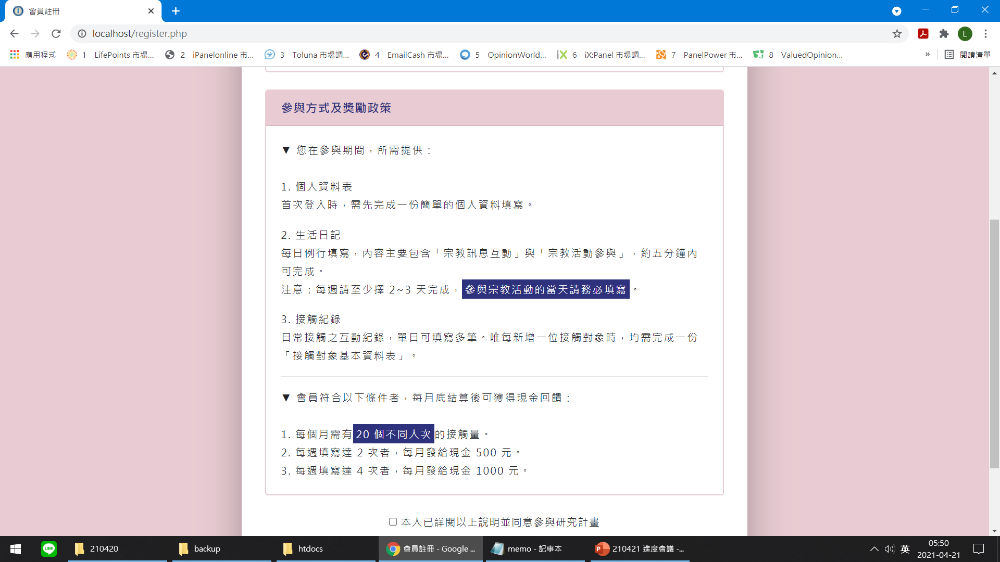 會員註冊
localhost/register.php
L
應用程式
1 LifePoints 市場...
2 iPanelonline 市...
3 Toluna 市場調...
4 EmailCash 市場...
5 OpinionWorld...
6 iX:Panel 市場調...
7 PanelPower 市...
8 ValuedOpinion...
»
閱讀清單
參與方式及獎勵政策
▼ 您在參與期間，所需提供：
1. 個人資料表
首次登入時，需先完成一份簡單的個人資料填寫。
2. 生活日記
每日例行填寫，內容主要包含「宗教訊息互動」與「宗教活動參與」，約五分鐘內
可完成。
注意：每週請至少擇 2~3 天完成，參與宗教活動的當天請務必填寫。
3. 接觸紀錄
日常接觸之互動紀錄，單日可填寫多筆。唯每新增一位接觸對象時，均需完成一份
「接觸對象基本資料表」。
▼ 會員符合以下條件者，每月底結算後可獲得現金回饋：
1. 每個月需有 20 個不同人次 的接觸量。
2. 每週填寫達 2 次者，每月發給現金 500 元。
3. 每週填寫達 4 次者，每月發給現金 1000 元。
本人已詳閱以上說明並同意參與研究計畫
LINE
210420
backup
htdocs
會員註冊 - Google ...
memo - 記事本
210421 進度會議 -...
英
05:50
2021-04-21